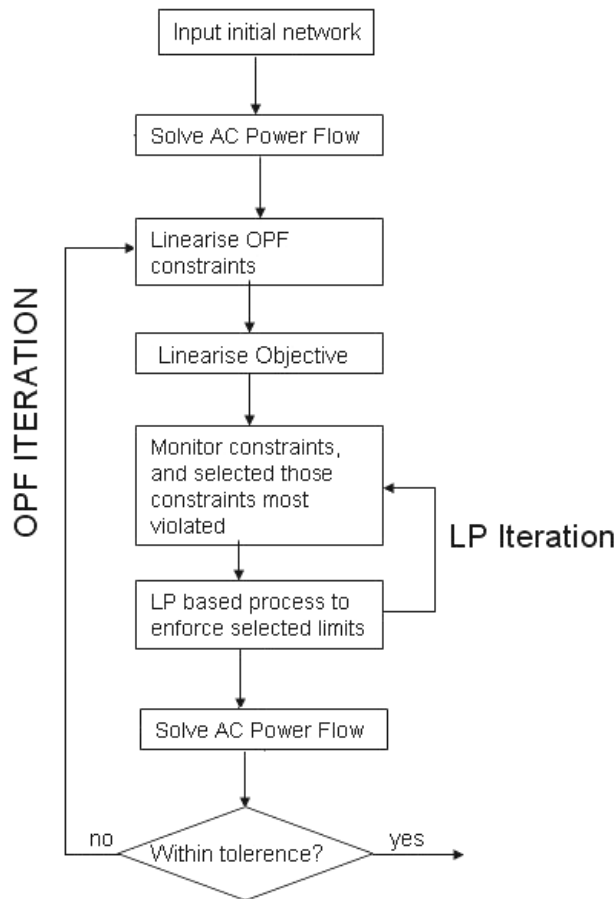 Input initial network
Solve AC Power Flow
Linearise OPF
constraints
Linearise Objective
Monitor constraints,
and selected those
constraints most
violated
LP Iteration
OPF ITERATION
LP based process to
enforce selected limits
Solve AC Power Flow
Within tolerence?
no
yes